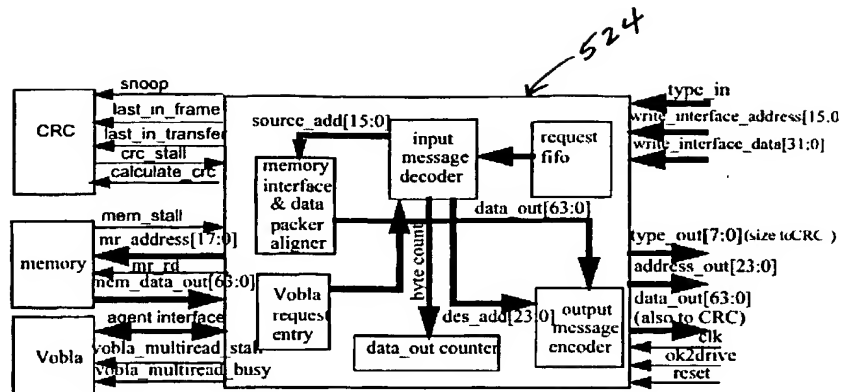 524
snoop
last_in_frame
last_in_transfer
crc_stall
calculate_crc
CRC
mem_stall
mr_address[17:0]
mr_rd
mem_data_out[63:0]
memory
agent interface
vobla_multiread_stall
vobla_multiread_busy
Vobla
source_add[15:0]
input
message
decoder
request
fifo
memory
interface
& data
packer
aligner
data_out[63:0]
byte count
Vobla
request
entry
des_add[23:0]
output
message
encoder
data_out counter
type_in
write_interface_address[15:0
write_interface_data[31:0]
type_out[7:0](size toCRC )
address_out[23:0]
data_out[63:0]
(also to CRC)
clk
ok2drive
reset